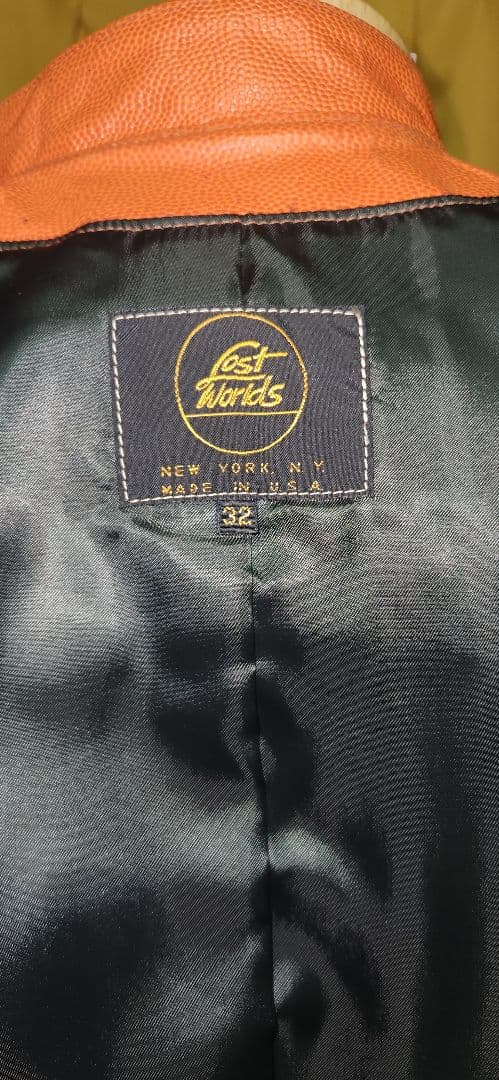 Lost
Worlds
NEW YORK, N.Y.
MADE IN U.S.A.
32